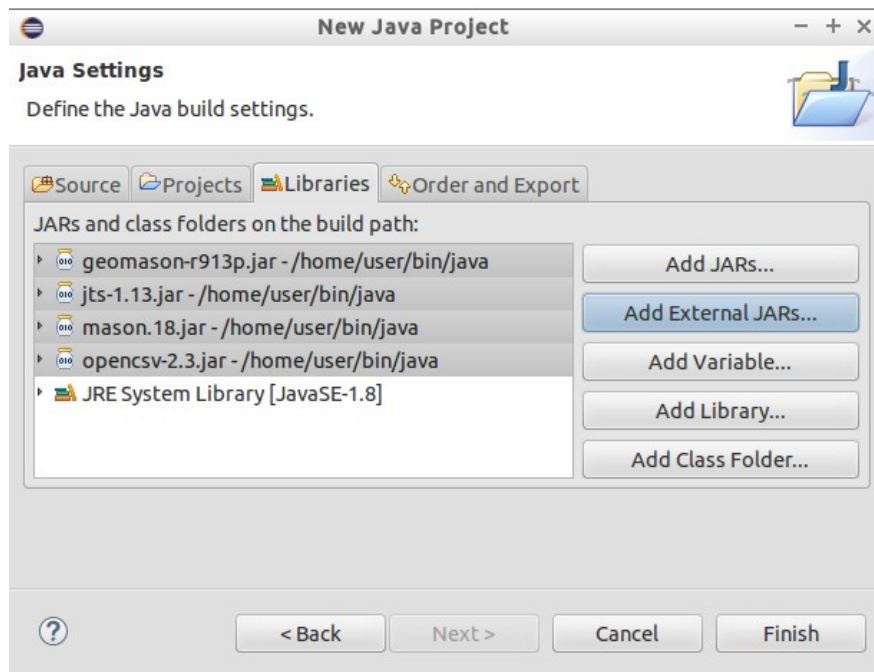 New Java Project
Java Settings
Define the Java build settings.
Source Projects Libraries Order and Export
JARs and class folders on the build path:
geomason-r913p.jar - /home/user/bin/java
jts-1.13.jar - /home/user/bin/java
mason.18.jar - /home/user/bin/java
opencsv-2.3.jar - /home/user/bin/java
JRE System Library [JavaSE-1.8]
Add JARs...
Add External JARs...
Add Variable...
Add Library...
Add Class Folder...
? < Back Next > Cancel Finish